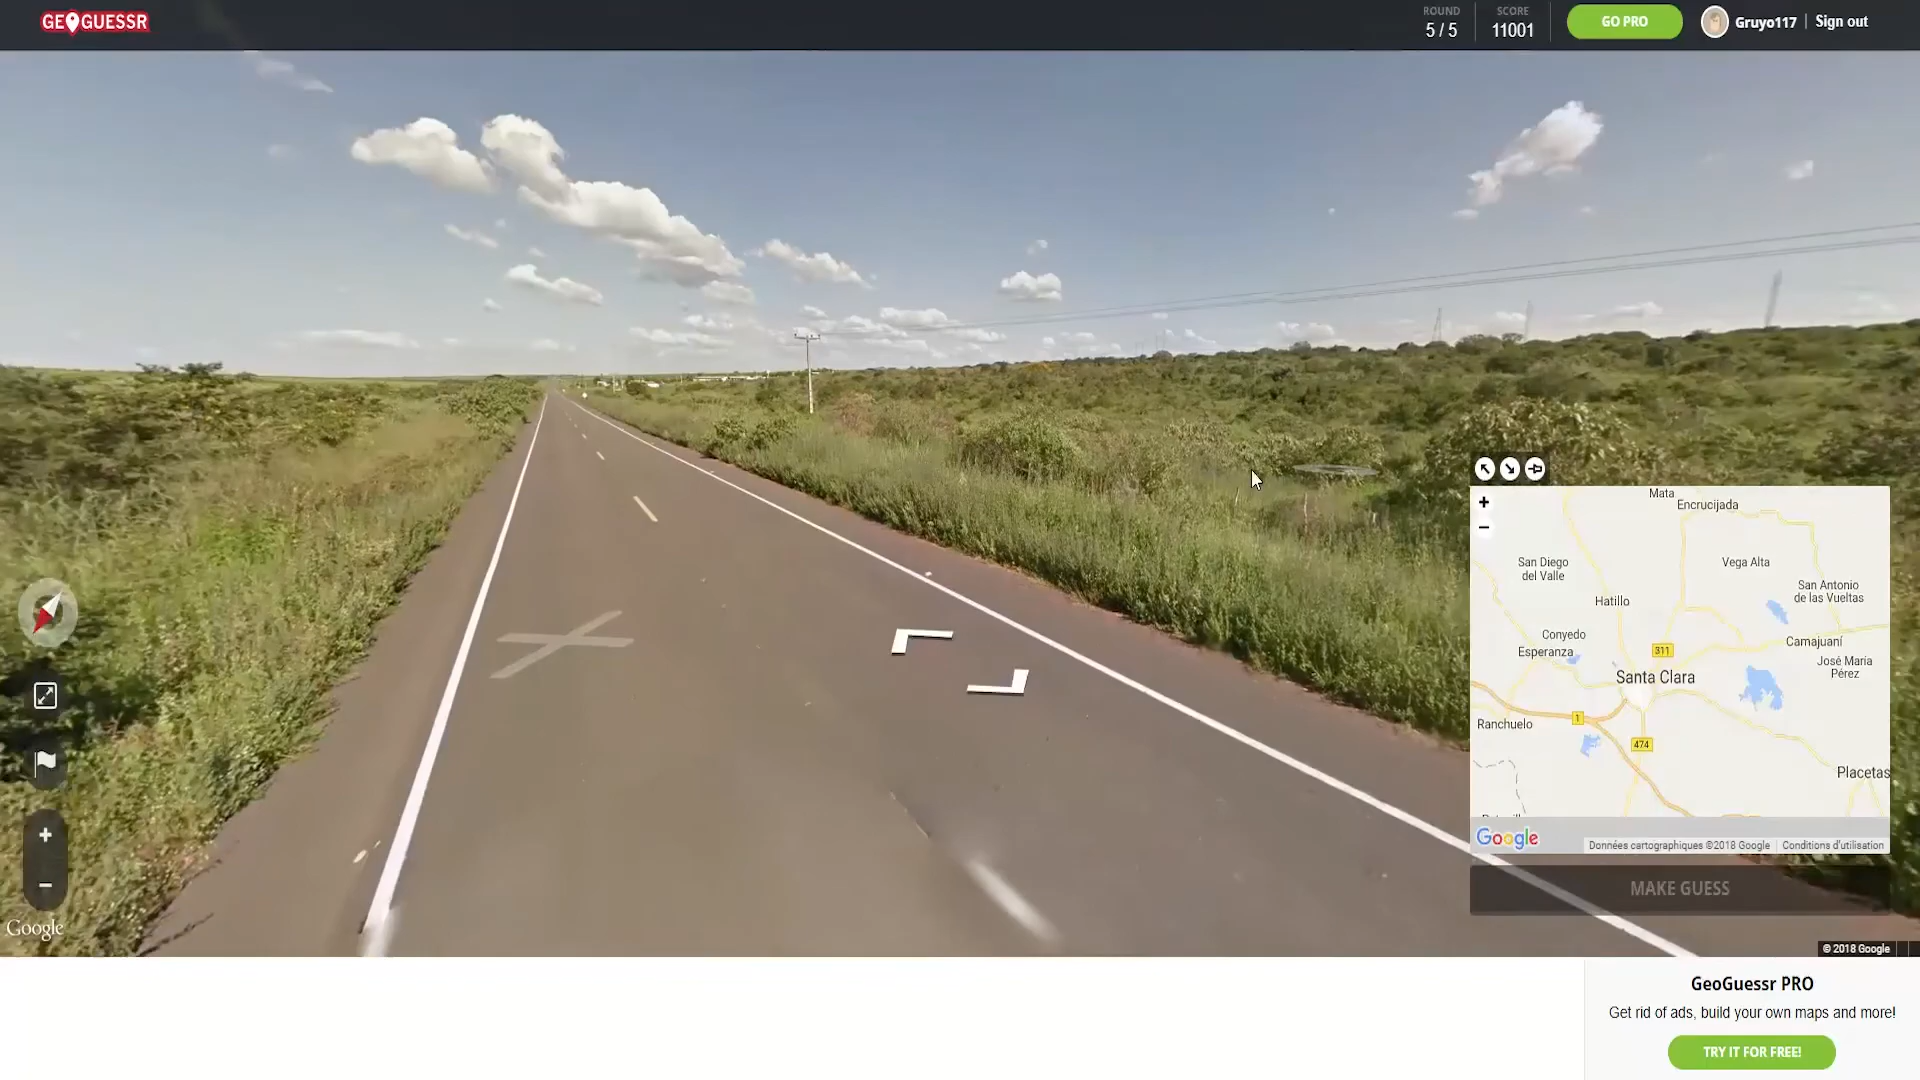 GEOGUESSR
ROUND
5 / 5
SCORE
11001
GO PRO
Gruyo117
Sign out
Mata
Encrucijada
San Diego
del Valle
Vega Alta
San Antonio
de las Vueltas
Hatillo
Conyedo
Esperanza
311
Camajuaní
José María
Pérez
Santa Clara
1
Ranchuelo
474
Placetas
Google
Données cartographiques ©2018 Google
Conditions d'utilisation
MAKE GUESS
Google
© 2018 Google
GeoGuessr PRO
Get rid of ads, build your own maps and more!
TRY IT FOR FREE!